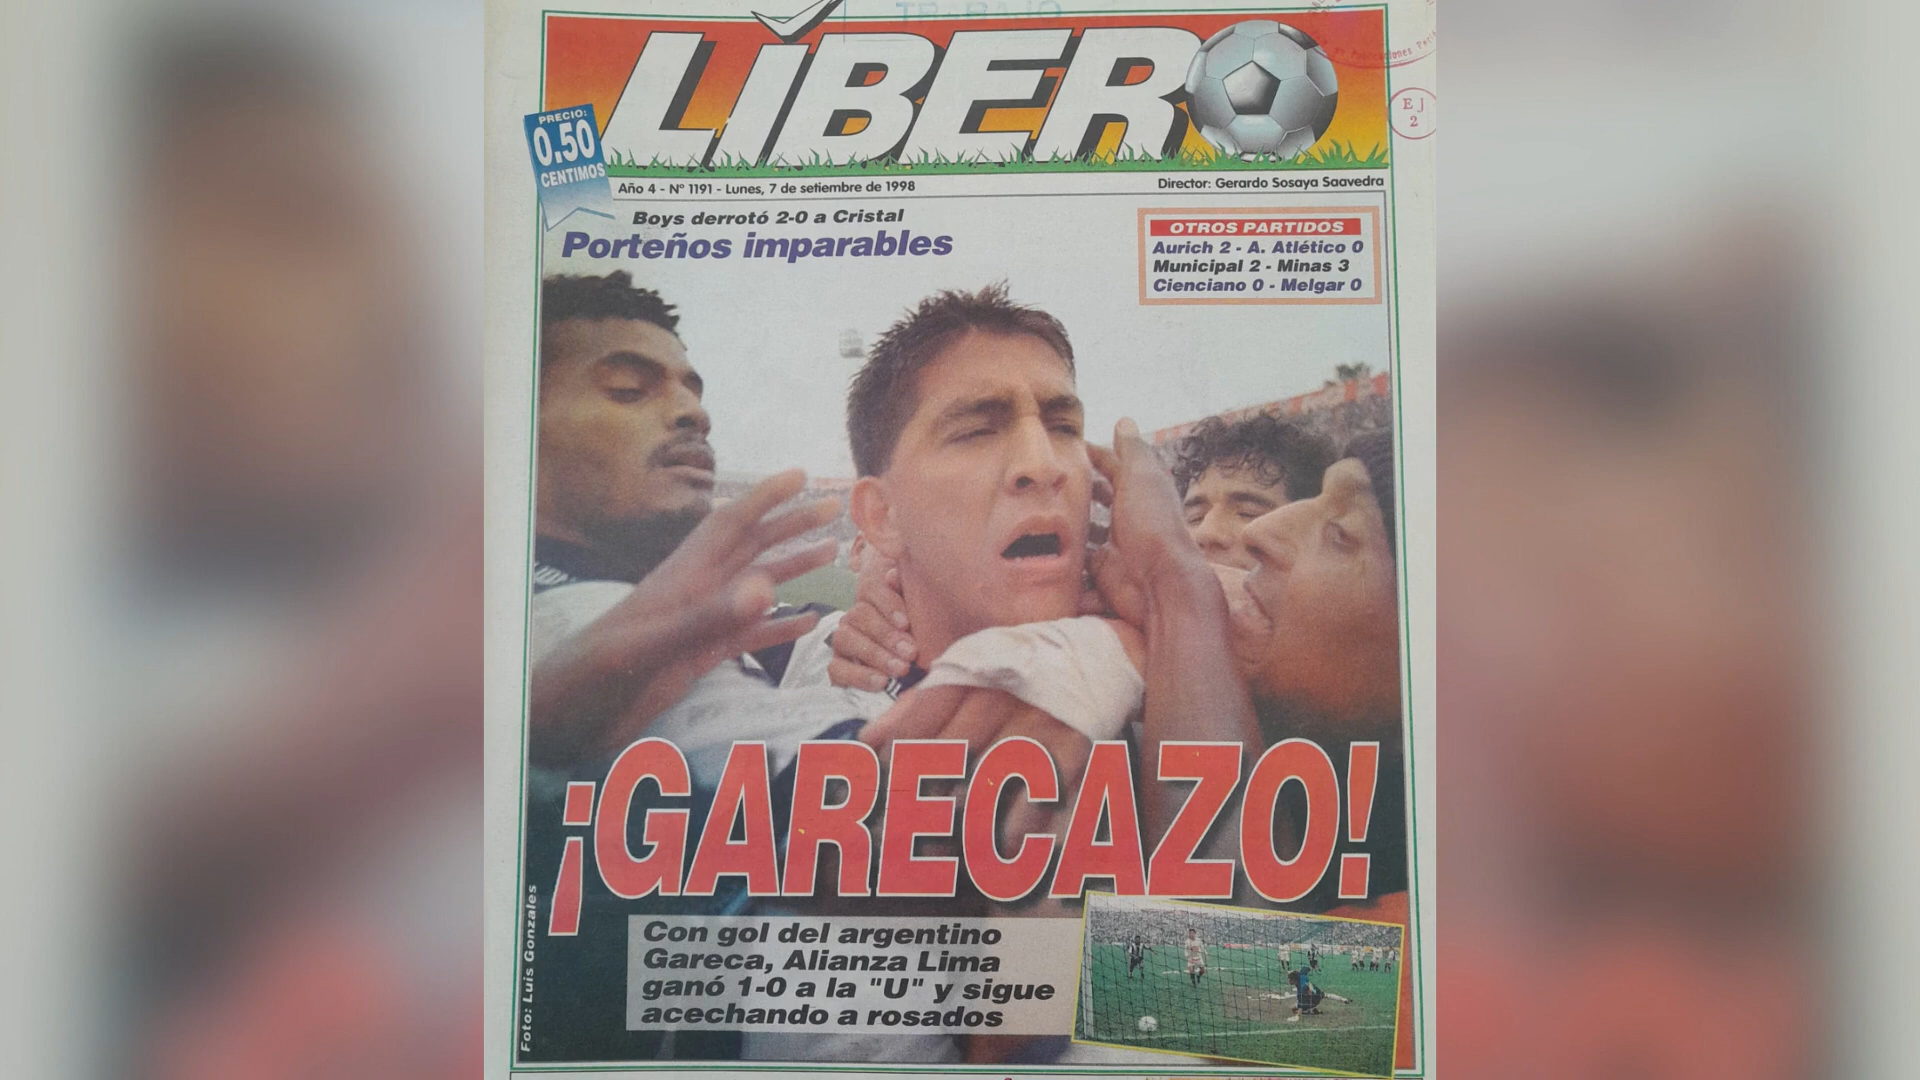 TRABAJO
LÍBERO
PRECIO:
0.50
CENTIMOS
EJ
2
Año 4 - Nº 1191 - Lunes, 7 de setiembre de 1998
Director: Gerardo Sosaya Saavedra
Boys derrotó 2-0 a Cristal
Porteños imparables
OTROS PARTIDOS
Aurich 2 - A. Atlético 0
Municipal 2 - Minas 3
Cienciano 0 - Melgar 0
¡GARECAZO!
Con gol del argentino
Gareca, Alianza Lima
ganó 1-0 a la "U" y sigue
acechando a rosados
Foto: Luis Gonzales